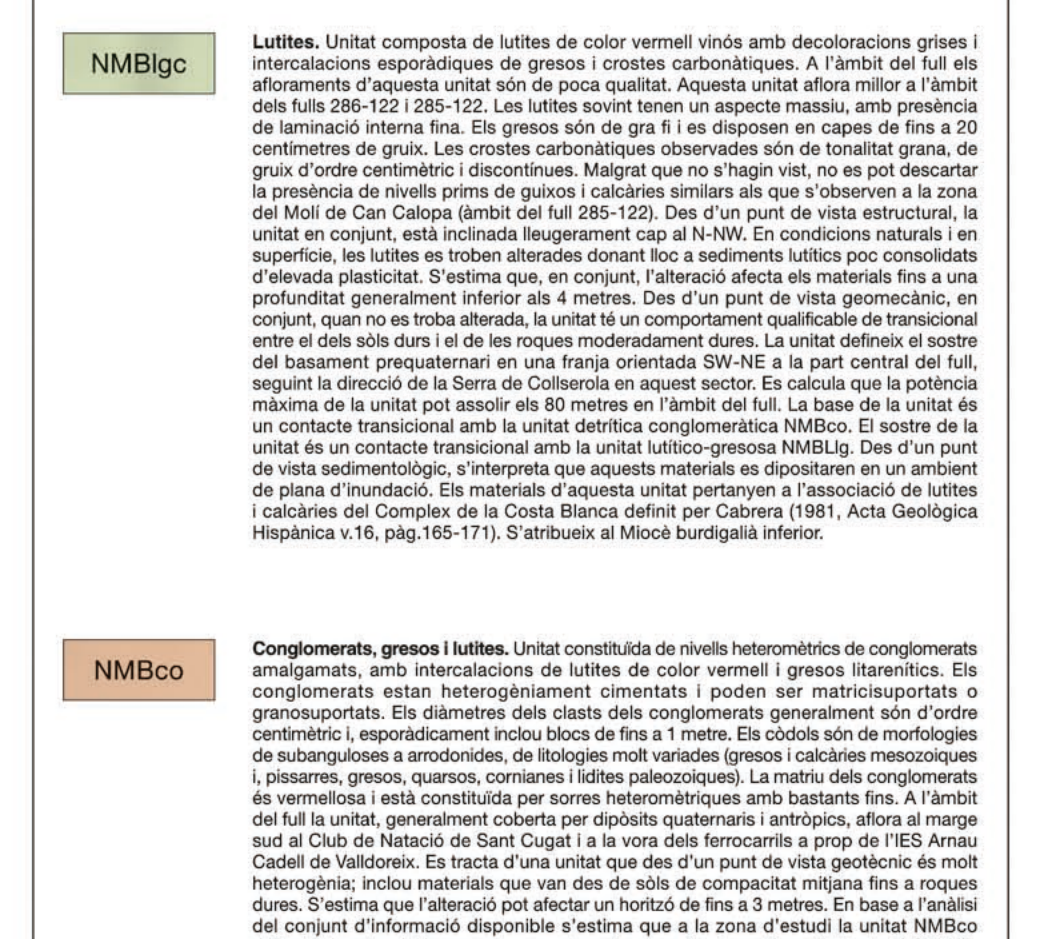 NMBlgc
Lutites. Unitat composta de lutites de color vermell vinós amb decoloracions grises i
intercalacions esporàdiques de gresos i crostes carbonàtiques. A l'àmbit del full els
afloraments d'aquesta unitat són de poca qualitat. Aquesta unitat aflora millor a l'àmbit
dels fulls 286-122 i 285-122. Les lutites sovint tenen un aspecte massiu, amb presència
de laminació interna fina. Els gresos són de gra fi i es disposen en capes de fins a 20
centímetres de gruix. Les crostes carbonàtiques observades són de tonalitat grana, de
gruix d'ordre centimètric i discontínues. Malgrat que no s'hagin vist, no es pot descartar
la presència de nivells prims de guixos i calcàries similars als que s'observen a la zona
del Molí de Can Calopa (àmbit del full 285-122). Des d'un punt de vista estructural, la
unitat en conjunt, està inclinada lleugerament cap al N-NW. En condicions naturals i en
superfície, les lutites es troben alterades donant lloc a sediments lutítics poc consolidats
d'elevada plasticitat. S'estima que, en conjunt, l'alteració afecta els materials fins a una
profunditat generalment inferior als 4 metres. Des d'un punt de vista geomecànic, en
conjunt, quan no es troba alterada, la unitat té un comportament qualificable de transicional
entre el dels sòls durs i el de les roques moderadament dures. La unitat defineix el sostre
del basament prequaternari en una franja orientada SW-NE a la part central del full,
seguint la direcció de la Serra de Collserola en aquest sector. Es calcula que la potència
màxima de la unitat pot assolir els 80 metres en l'àmbit del full. La base de la unitat és
un contacte transicional amb la unitat detrítica conglomeràtica NMBco. El sostre de la
unitat és un contacte transicional amb la unitat lutítico-gresosa NMBLlg. Des d'un punt
de vista sedimentològic, s'interpreta que aquests materials es dipositaren en un ambient
de plana d'inundació. Els materials d'aquesta unitat pertanyen a l'associació de lutites
i calcàries del Complex de la Costa Blanca definit per Cabrera (1981, Acta Geològica
Hispànica v.16, pàg.165-171). S'atribueix al Miocè burdigalià inferior.
NMBco
Conglomerats, gresos i lutites. Unitat constituïda de nivells heteromètrics de conglomerats
amalgamats, amb intercalacions de lutites de color vermell i gresos litarenítics. Els
conglomerats estan heterogèniament cimentats i poden ser matricisuportats o
granosuportats. Els diàmetres dels clasts dels conglomerats generalment són d'ordre
centimètric i, esporàdicament inclou blocs de fins a 1 metre. Els còdols són de morfologies
de subanguloses a arrodonides, de litologies molt variades (gresos i calcàries mesozoiques
i, pissarres, gresos, quarsos, cornianes i lidites paleozoiques). La matriu dels conglomerats
és vermellosa i està constituïda per sorres heteromètriques amb bastants fins. A l'àmbit
del full la unitat, generalment coberta per dipòsits quaternaris i antròpics, aflora al marge
sud al Club de Natació de Sant Cugat i a la vora dels ferrocarrils a prop de l'IES Arnau
Cadell de Valldoreix. Es tracta d'una unitat que des d'un punt de vista geotècnic és molt
heterogènia; inclou materials que van des de sòls de compacitat mitjana fins a roques
dures. S'estima que l'alteració pot afectar un horitzó de fins a 3 metres. En base a l'anàlisi
del conjunt d'informació disponible s'estima que a la zona d'estudi la unitat NMBco